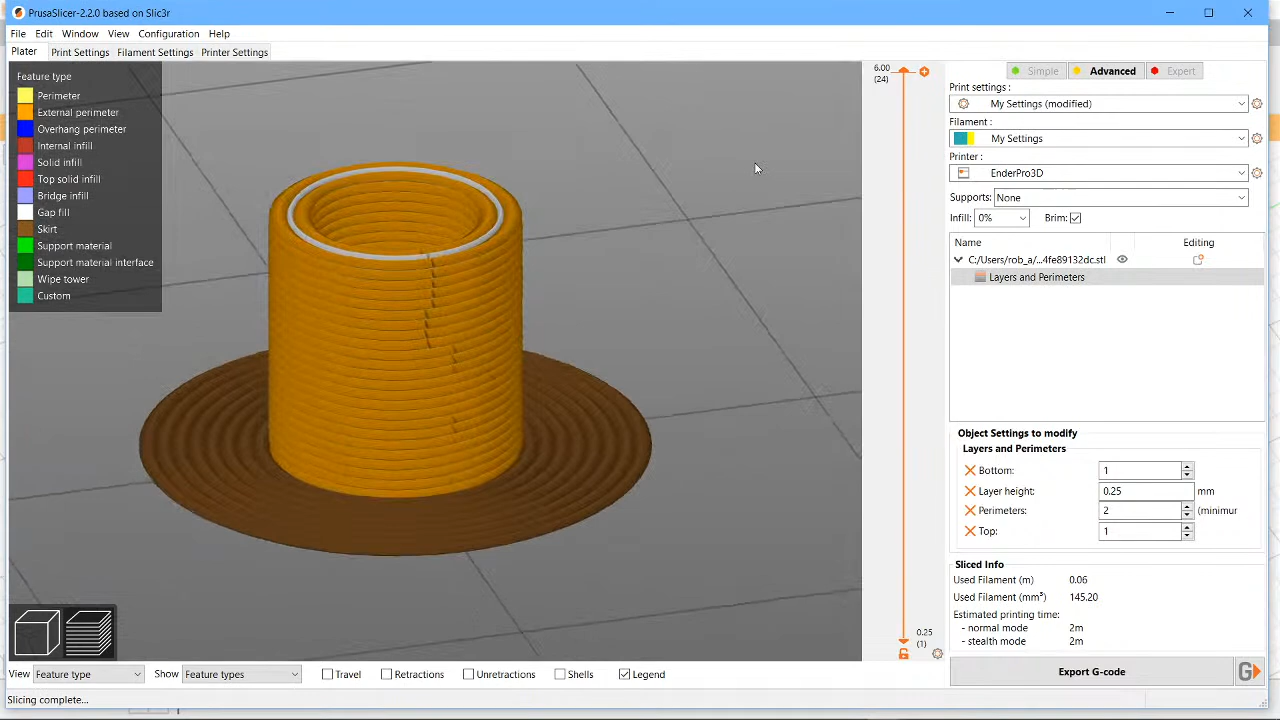 PrusaSlicer-2.2.0 based on Slic3r
File Edit Window View Configuration Help
Plater Print Settings Filament Settings Printer Settings
Feature type
Perimeter
External perimeter
Overhang perimeter
Internal infill
Solid infill
Top solid infill
Bridge infill
Gap fill
Skirt
Support material
Support material interface
Wipe tower
Custom
6.00
(24)
0.25
(1)
Simple Advanced Expert
Print settings :
My Settings (modified)
Filament :
My Settings
Printer :
EnderPro3D
Supports: None
Infill: 0% Brim:
Name Editing
C:/Users/rob_a/...4fe89132dc.stl
Layers and Perimeters
Object Settings to modify
Layers and Perimeters
Bottom: 1
Layer height: 0.25 mm
Perimeters: 2 (minimur
Top: 1
Sliced Info
Used Filament (m) 0.06
Used Filament (mm³) 145.20
Estimated printing time:
- normal mode 2m
- stealth mode 2m
Export G-code G
View Feature type Show Feature types Travel Retractions Unretractions Shells Legend
Slicing complete...